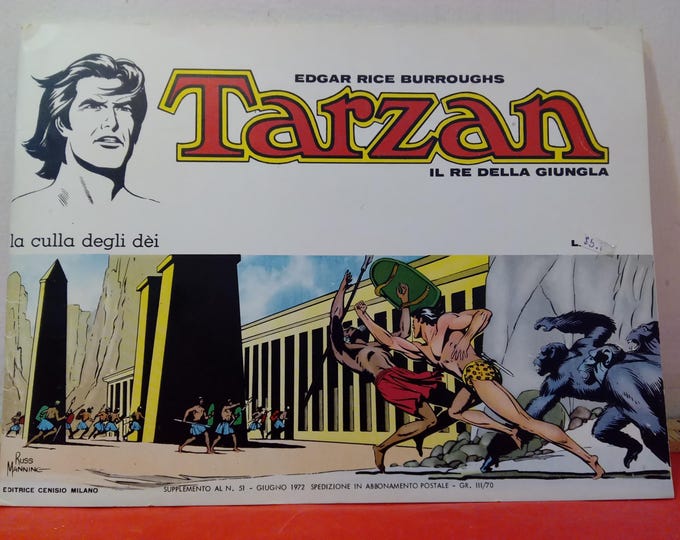 EDGAR RICE BURROUGHS
Tarzan
IL RE DELLA GIUNGLA
la culla degli dèi
L.
RUSS
MANNING
EDITRICE CENISIO MILANO
SUPPLEMENTO AL N. 51 - GIUGNO 1972 SPEDIZIONE IN ABBONAMENTO POSTALE - GR. III/70